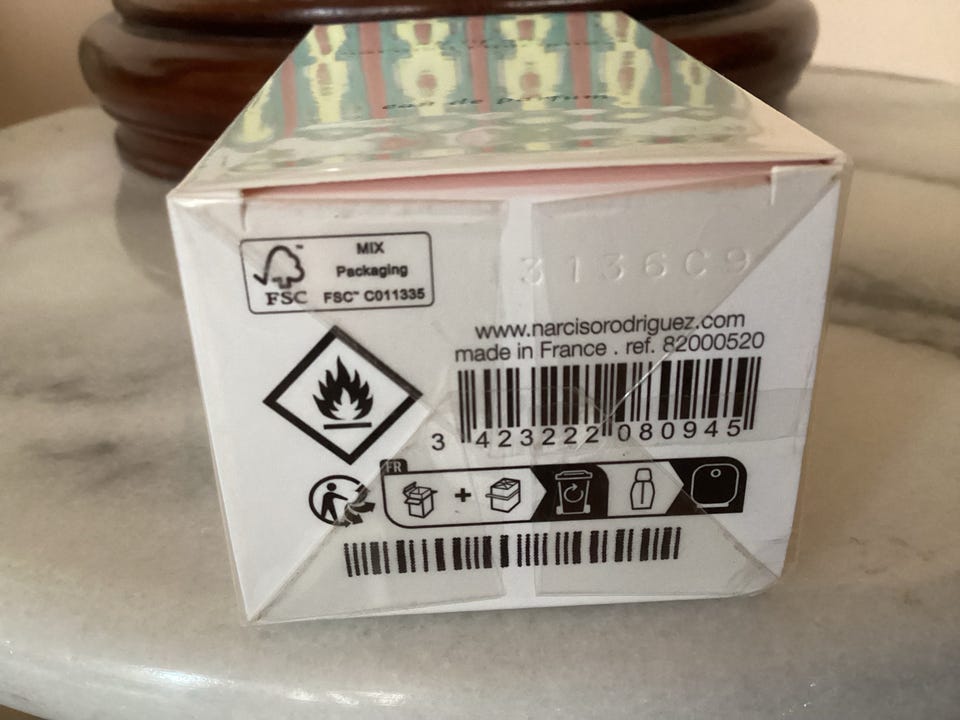 eau de parfum
MIX
Packaging
FSC™ C011335
FSC
3136C9
www.narcisorodriguez.com
made in France . ref. 82000520
3 423222 080945
FR